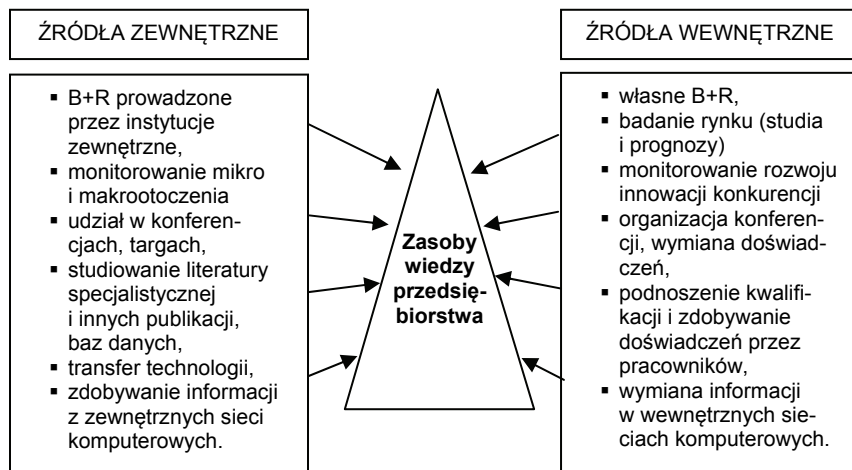 ŹRÓDŁA ZEWNĘTRZNE
▪ B+R prowadzone
przez instytucje
zewnętrzne,
▪ monitorowanie mikro
i makrootoczenia
▪ udział w konferen-
cjach, targach,
▪ studiowanie literatury
specjalistycznej
i innych publikacji,
baz danych,
▪ transfer technologii,
▪ zdobywanie informacji
z zewnętrznych sieci
komputerowych.
Zasoby
wiedzy
przedsię-
biorstwa
ŹRÓDŁA WEWNĘTRZNE
▪ własne B+R,
▪ badanie rynku (studia
i prognozy)
▪ monitorowanie rozwoju
innowacji konkurencji
▪ organizacja konferen-
cji, wymiana doświad-
czeń,
▪ podnoszenie kwalifi-
kacji i zdobywanie
doświadczeń przez
pracowników,
▪ wymiana informacji
w wewnętrznych sie-
ciach komputerowych.